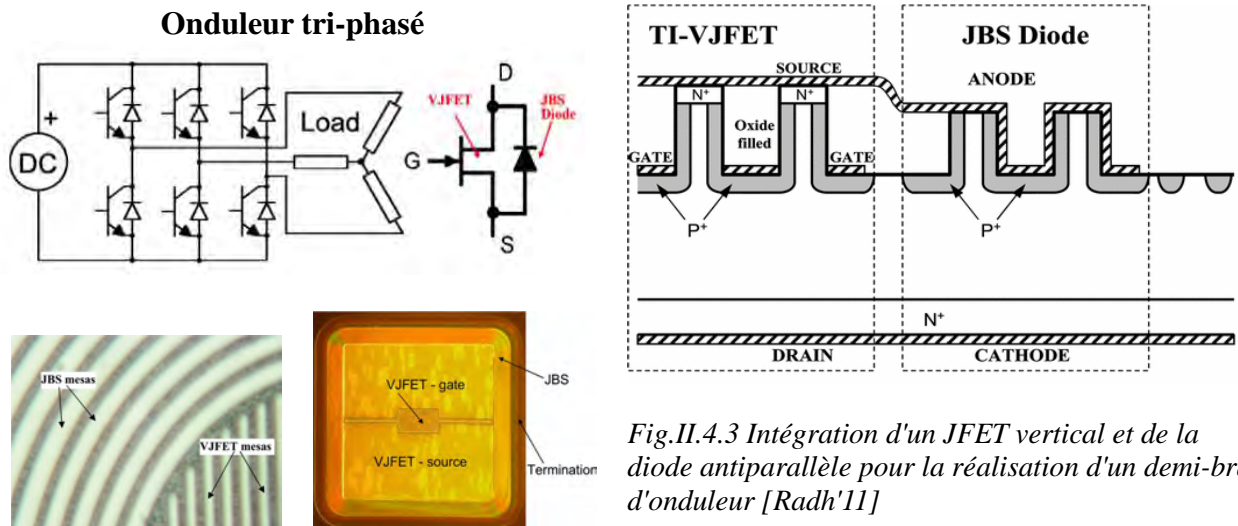 Onduleur tri-phasé
+
DC
Load
D
VJFET
JBS
Diode
G
S
TI-VJFET
JBS Diode
SOURCE
ANODE
N⁺
N⁺
Oxide
filled
GATE
GATE
P⁺
P⁺
N⁺
DRAIN
CATHODE
JBS mesas
VJFET mesas
VJFET - gate
JBS
VJFET - source
Termination
Fig.II.4.3 Intégration d'un JFET vertical et de la
diode antiparallèle pour la réalisation d'un demi-bra
d'onduleur [Radh'11]